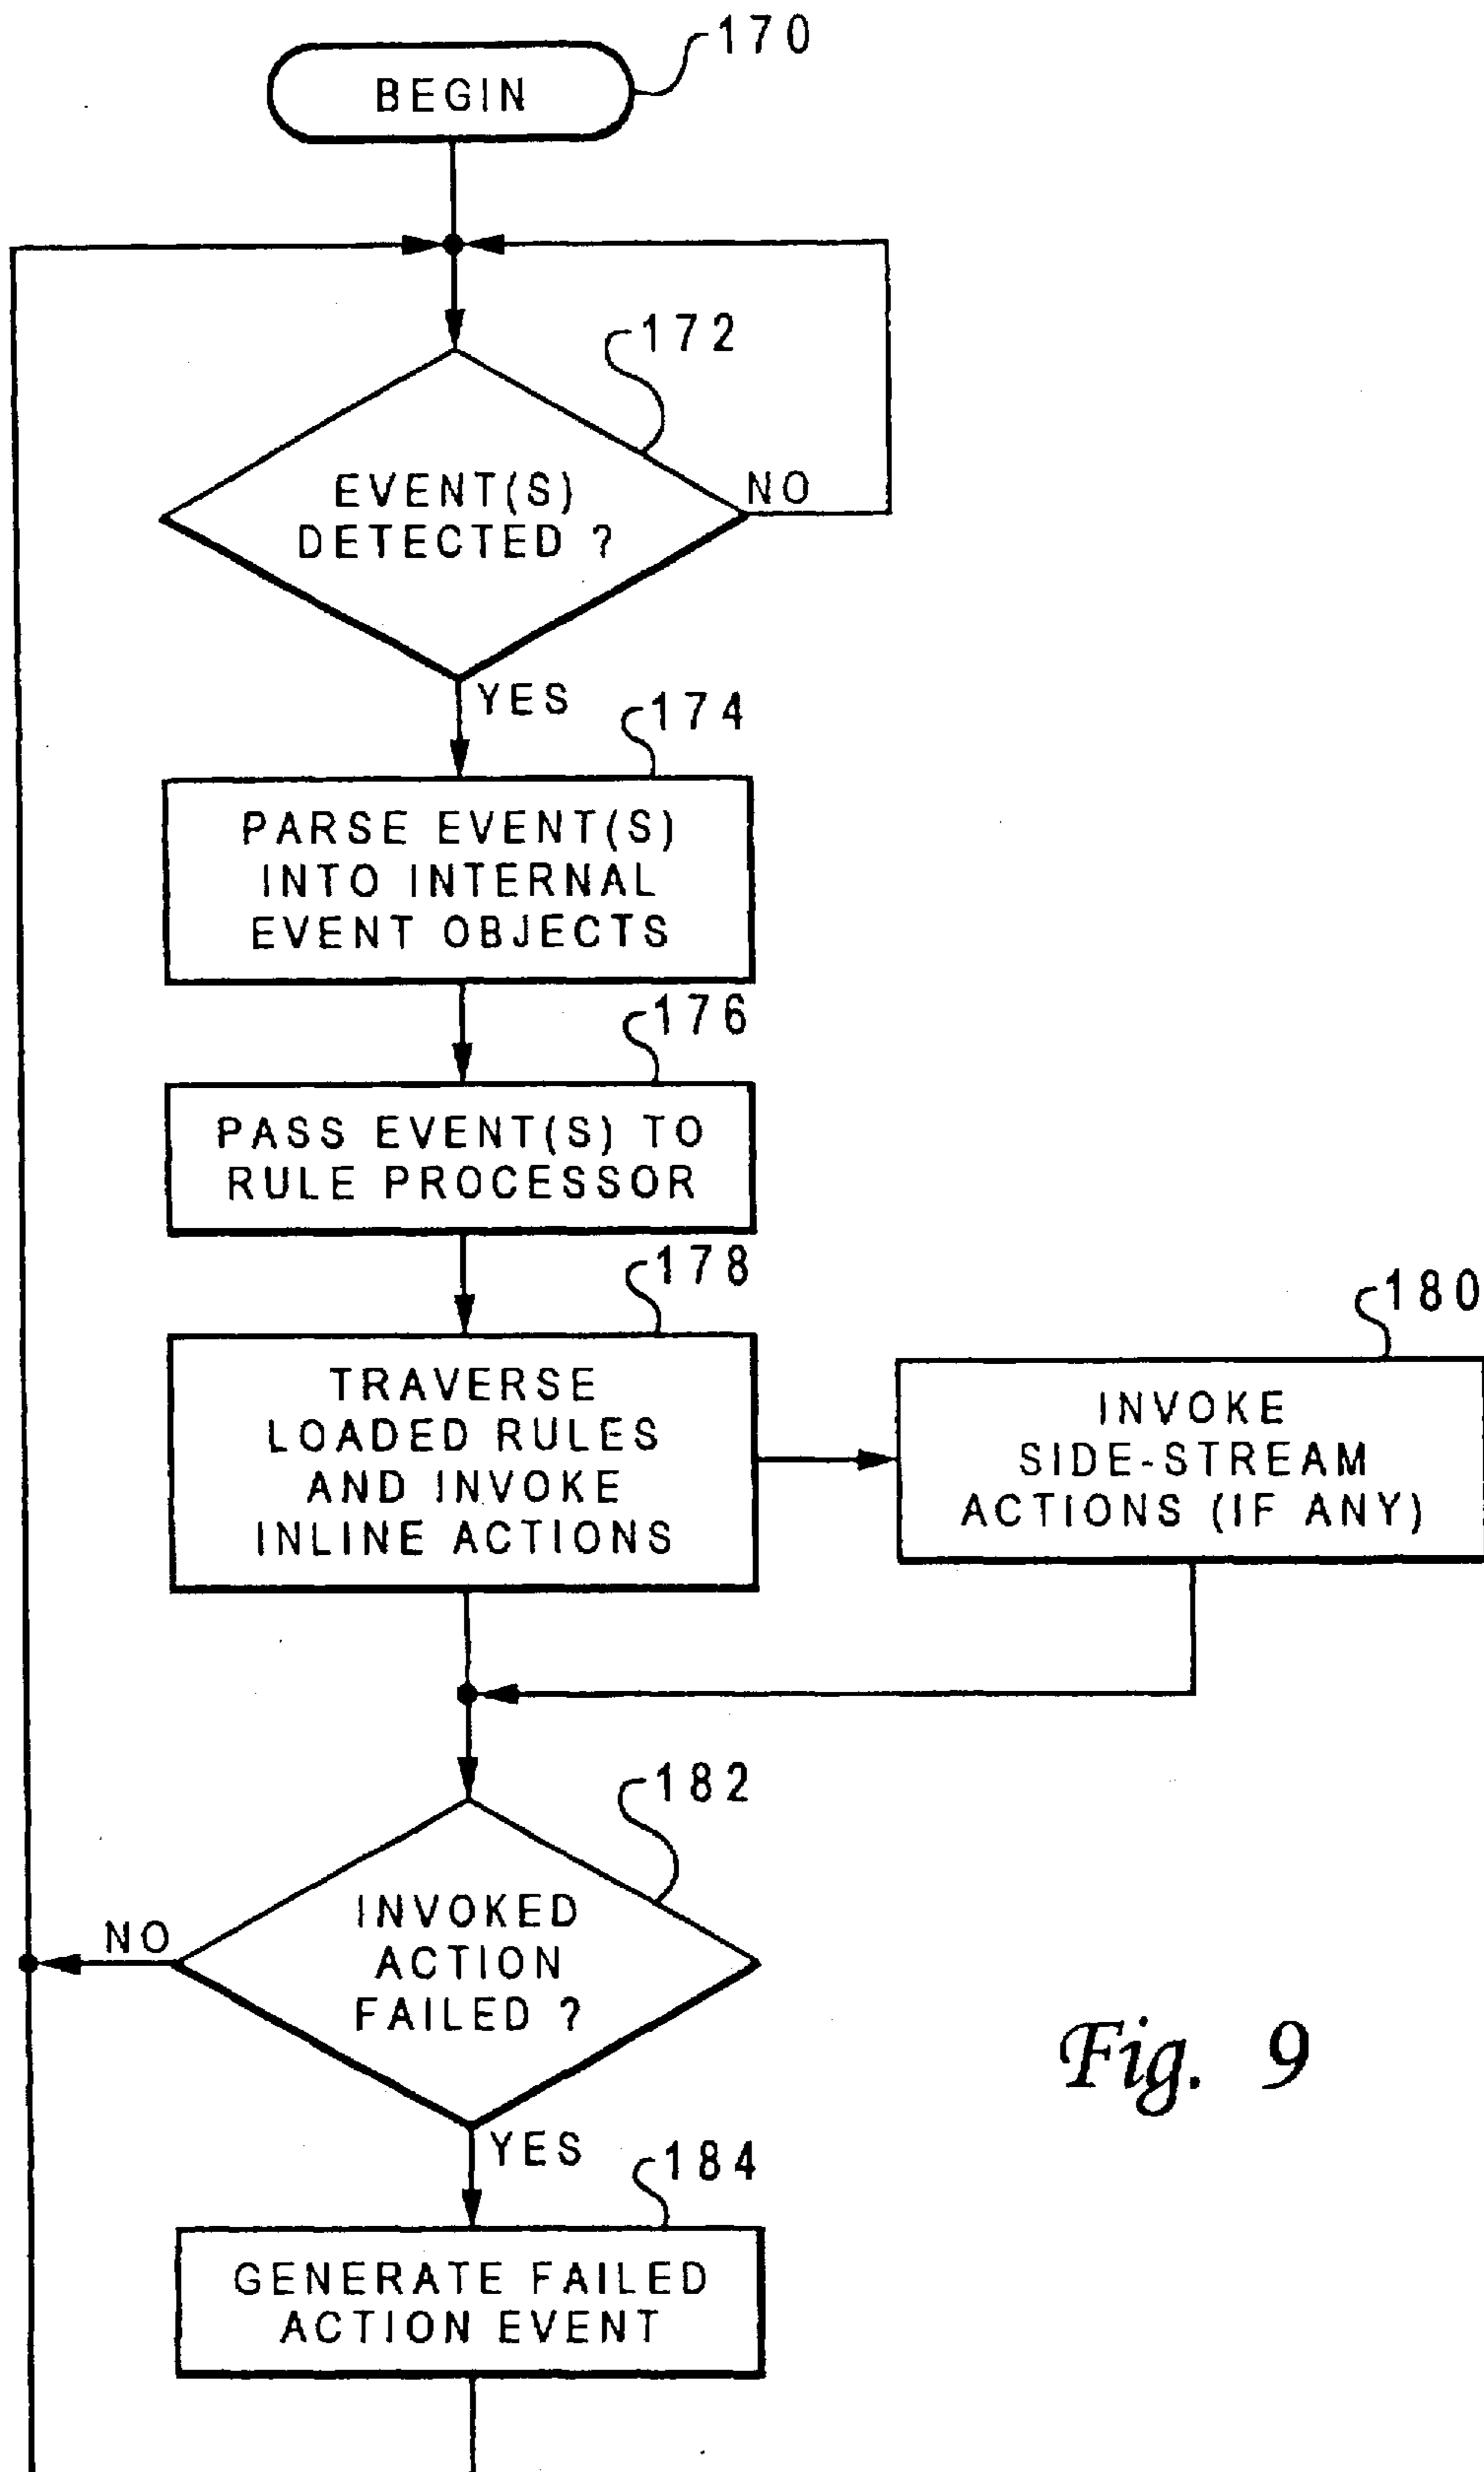 170
BEGIN
172
EVENT(S)
DETECTED ?
NO
YES
174
PARSE EVENT(S)
INTO INTERNAL
EVENT OBJECTS
176
PASS EVENT(S) TO
RULE PROCESSOR
178
TRAVERSE
LOADED RULES
AND INVOKE
INLINE ACTIONS
180
INVOKE
SIDE-STREAM
ACTIONS (IF ANY)
182
INVOKED
ACTION
FAILED ?
NO
YES
184
GENERATE FAILED
ACTION EVENT
Fig. 9